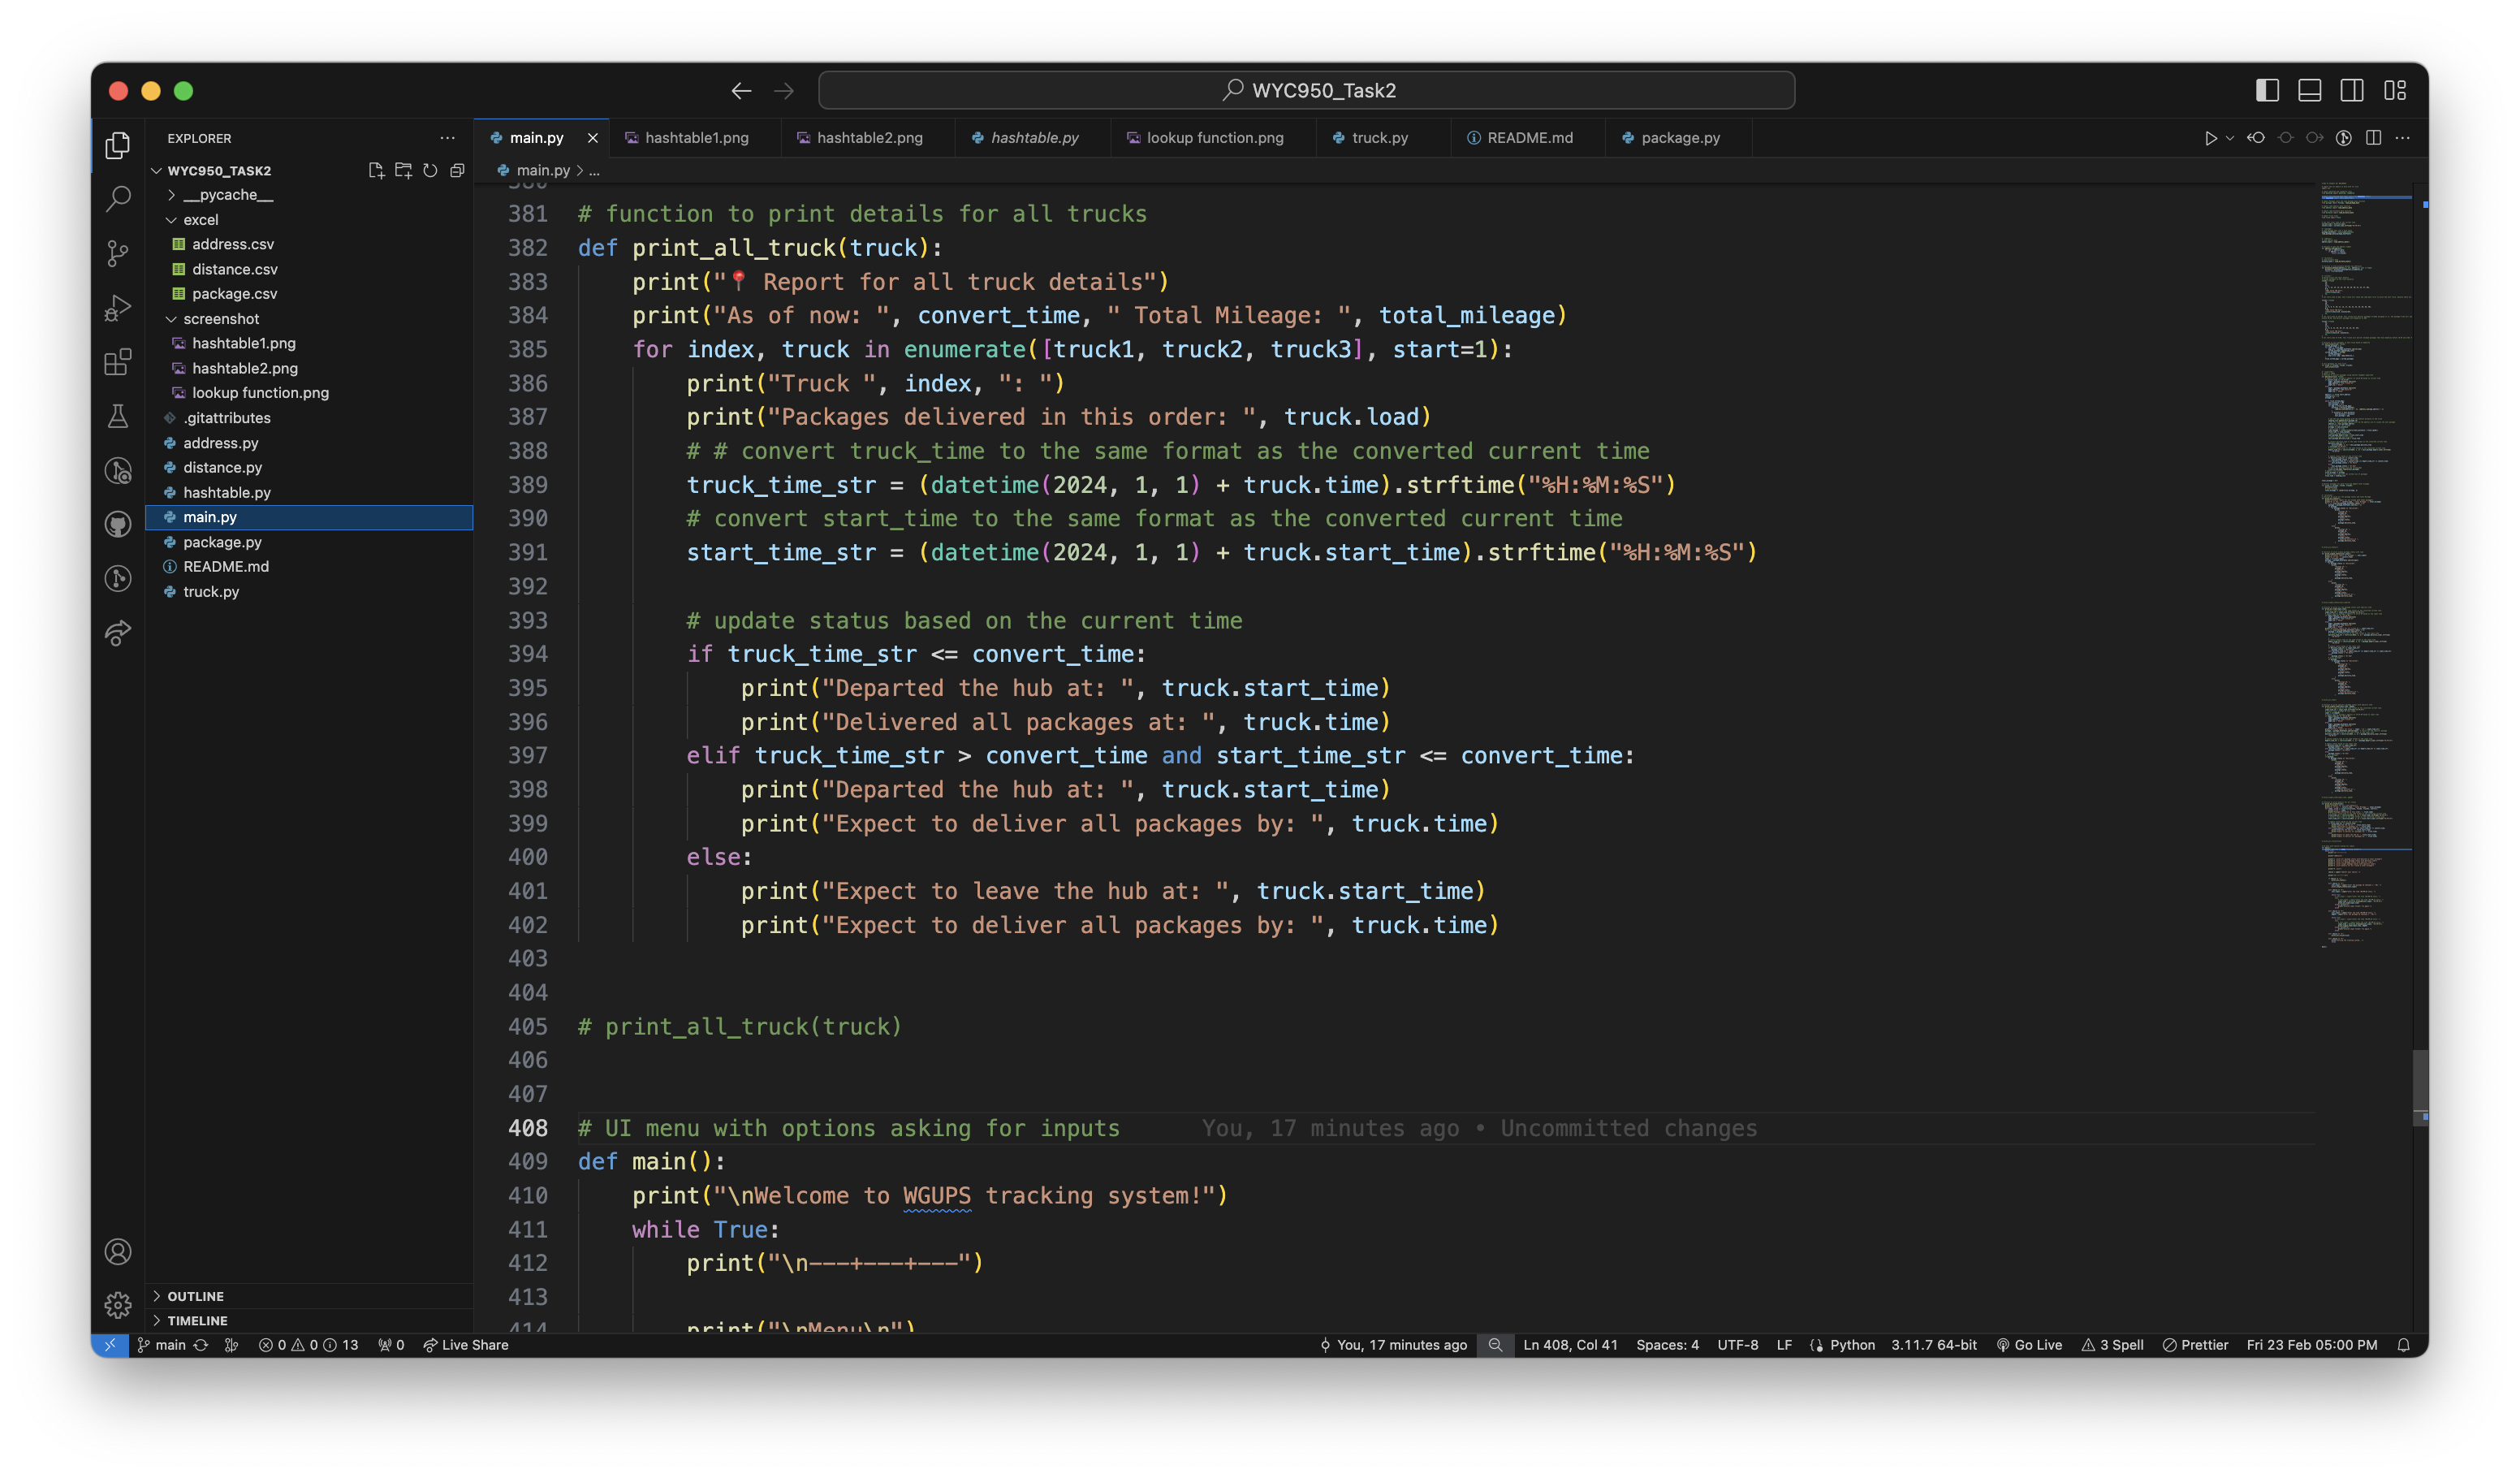 WYC950_Task2
EXPLORER
WYC950_TASK2
__pycache__
excel
address.csv
distance.csv
package.csv
screenshot
hashtable1.png
hashtable2.png
lookup function.png
.gitattributes
address.py
distance.py
hashtable.py
main.py
package.py
README.md
truck.py
OUTLINE
TIMELINE
main.py hashtable1.png hashtable2.png hashtable.py lookup function.png truck.py README.md package.py
main.py > ...
380
381 # function to print details for all trucks
382 def print_all_truck(truck):
383 print("📍 Report for all truck details")
384 print("As of now: ", convert_time, " Total Mileage: ", total_mileage)
385 for index, truck in enumerate([truck1, truck2, truck3], start=1):
386 print("Truck ", index, ": ")
387 print("Packages delivered in this order: ", truck.load)
388 # # convert truck_time to the same format as the converted current time
389 truck_time_str = (datetime(2024, 1, 1) + truck.time).strftime("%H:%M:%S")
390 # convert start_time to the same format as the converted current time
391 start_time_str = (datetime(2024, 1, 1) + truck.start_time).strftime("%H:%M:%S")
392
393 # update status based on the current time
394 if truck_time_str <= convert_time:
395 print("Departed the hub at: ", truck.start_time)
396 print("Delivered all packages at: ", truck.time)
397 elif truck_time_str > convert_time and start_time_str <= convert_time:
398 print("Departed the hub at: ", truck.start_time)
399 print("Expect to deliver all packages by: ", truck.time)
400 else:
401 print("Expect to leave the hub at: ", truck.start_time)
402 print("Expect to deliver all packages by: ", truck.time)
403
404
405 # print_all_truck(truck)
406
407
408 # UI menu with options asking for inputs You, 17 minutes ago • Uncommitted changes
409 def main():
410 print("\nWelcome to WGUPS tracking system!")
411 while True:
412 print("\n---+---+---")
413
414 print("\nMenu\n")
main 0 0 13 0 Live Share You, 17 minutes ago Ln 408, Col 41 Spaces: 4 UTF-8 LF Python 3.11.7 64-bit Go Live 3 Spell Prettier Fri 23 Feb 05:00 PM